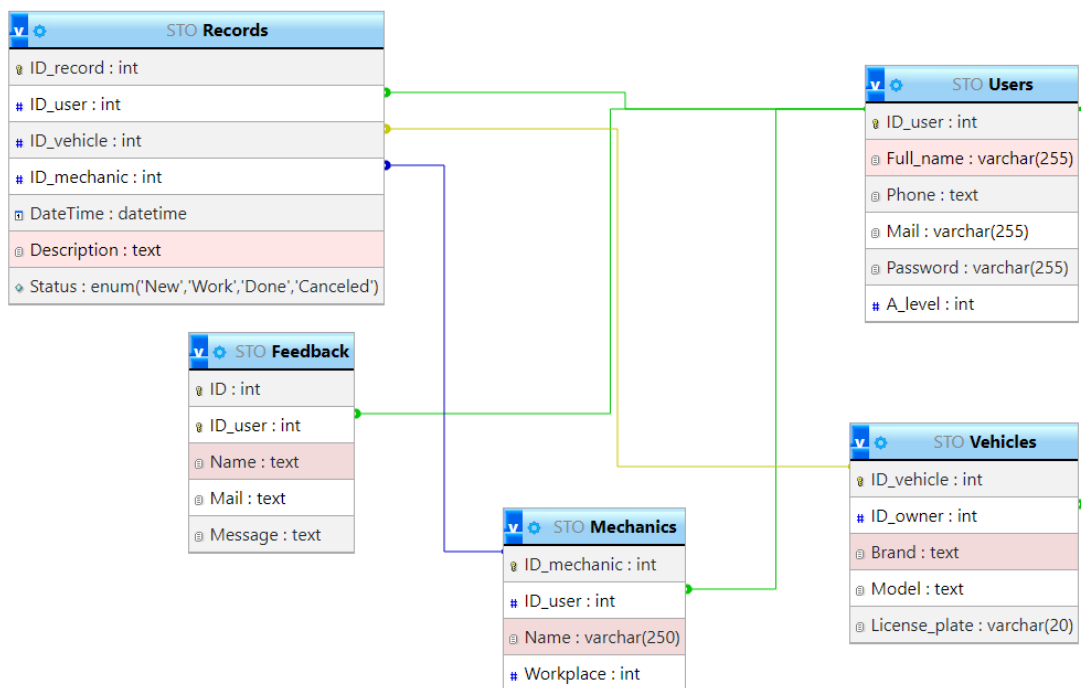 STO Records
ID_record : int
ID_user : int
ID_vehicle : int
ID_mechanic : int
DateTime : datetime
Description : text
Status : enum('New','Work','Done','Canceled')
STO Users
ID_user : int
Full_name : varchar(255)
Phone : text
Mail : varchar(255)
Password : varchar(255)
A_level : int
STO Feedback
ID : int
ID_user : int
Name : text
Mail : text
Message : text
STO Mechanics
ID_mechanic : int
ID_user : int
Name : varchar(250)
Workplace : int
STO Vehicles
ID_vehicle : int
ID_owner : int
Brand : text
Model : text
License_plate : varchar(20)